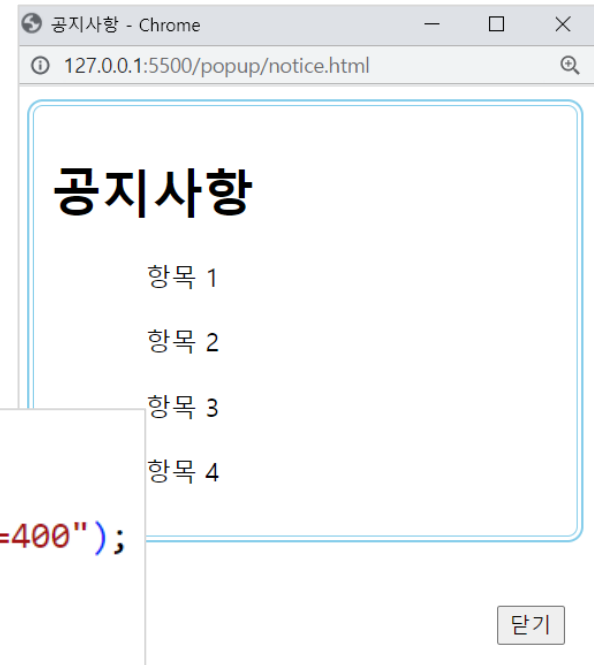 공지사항 - Chrome
127.0.0.1:5500/popup/notice.html
공지사항
항목 1
항목 2
항목 3
항목 4
=400");
닫기